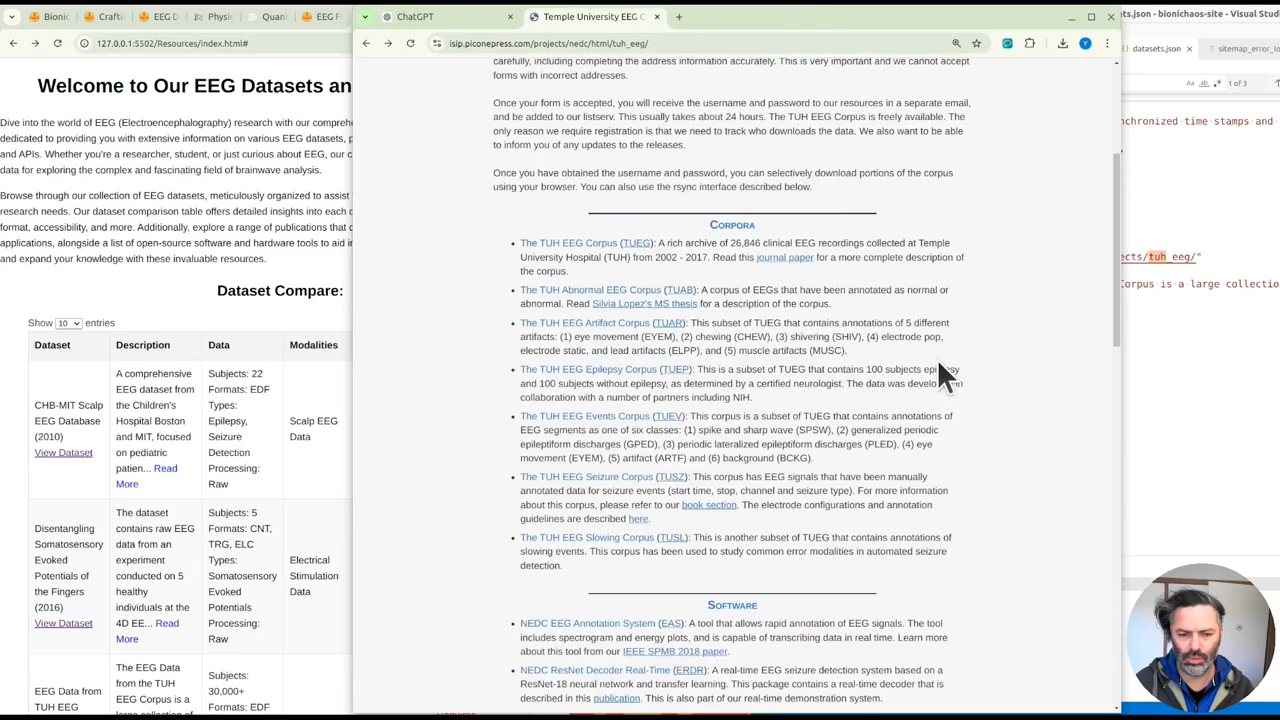 Bionic
Crafti
EEG D
Physic
Quant
EEG F
127.0.0.1:5502/Resources/index.html#
Welcome to Our EEG Datasets an
Dive into the world of EEG (Electroencephalography) research with our compreh
dedicated to providing you with extensive information on various EEG datasets, p
and APIs. Whether you're a researcher, student, or just curious about EEG, our c
data for exploring the complex and fascinating field of brainwave analysis.
Browse through our collection of EEG datasets, meticulously organized to assist
research needs. Our dataset comparison table offers detailed insights into each d
format, accessibility, and more. Additionally, explore a range of publications that
applications, alongside a list of open-source software and hardware tools to aid in
and expand your knowledge with these invaluable resources.
Dataset Compare:
Show 10 entries
Dataset Description Data Modalities
CHB-MIT Scalp
EEG Database
(2010)
View Dataset
A comprehensive
EEG dataset from
the Children's
Hospital Boston
and MIT, focused
on pediatric
patien... Read
More
Subjects: 22
Formats: EDF
Types:
Epilepsy,
Seizure
Detection
Processing:
Raw
Scalp EEG
Data
Disentangling
Somatosensory
Evoked
Potentials of
the Fingers
(2016)
View Dataset
The dataset
contains raw EEG
data from an
experiment
conducted on 5
healthy
individuals at the
4D EE... Read
More
Subjects: 5
Formats: CNT,
TRG, ELC
Types:
Somatosensory
Evoked
Potentials
Processing:
Raw
Electrical
Stimulation
Data
EEG Data from
TUH EEG
The EEG Data
from the TUH
EEG Corpus is a
large collection of
Subjects:
30,000+
Formats: EDF
ChatGPT
Temple University EEG C
isip.piconepress.com/projects/nedc/html/tuh_eeg/
carefully, including completing the address information accurately. This is very important and we cannot accept
forms with incorrect addresses.
Once your form is accepted, you will receive the username and password to our resources in a separate email,
and be added to our listserv. This usually takes about 24 hours. The TUH EEG Corpus is freely available. The
only reason we require registration is that we need to track who downloads the data. We also want to be able
to inform you of any updates to the releases.
Once you have obtained the username and password, you can selectively download portions of the corpus
using your browser. You can also use the rsync interface described below.
CORPORA
The TUH EEG Corpus (TUEG): A rich archive of 26,846 clinical EEG recordings collected at Temple
University Hospital (TUH) from 2002 - 2017. Read this journal paper for a more complete description of
the corpus.
The TUH Abnormal EEG Corpus (TUAB): A corpus of EEGs that have been annotated as normal or
abnormal. Read Silvia Lopez's MS thesis for a description of the corpus.
The TUH EEG Artifact Corpus (TUAR): This subset of TUEG that contains annotations of 5 different
artifacts: (1) eye movement (EYEM), (2) chewing (CHEW), (3) shivering (SHIV), (4) electrode pop,
electrode static, and lead artifacts (ELPP), and (5) muscle artifacts (MUSC).
The TUH EEG Epilepsy Corpus (TUEP): This is a subset of TUEG that contains 100 subjects epilepsy
and 100 subjects without epilepsy, as determined by a certified neurologist. The data was developed in
collaboration with a number of partners including NIH.
The TUH EEG Events Corpus (TUEV): This corpus is a subset of TUEG that contains annotations of
EEG segments as one of six classes: (1) spike and sharp wave (SPSW), (2) generalized periodic
epileptiform discharges (GPED), (3) periodic lateralized epileptiform discharges (PLED), (4) eye
movement (EYEM), (5) artifact (ARTF) and (6) background (BCKG).
The TUH EEG Seizure Corpus (TUSZ): This corpus has EEG signals that have been manually
annotated data for seizure events (start time, stop, channel and seizure type). For more information
about this corpus, please refer to our book section. The electrode configurations and annotation
guidelines are described here.
The TUH EEG Slowing Corpus (TUSL): This is another subset of TUEG that contains annotations of
slowing events. This corpus has been used to study common error modalities in automated seizure
detection.
SOFTWARE
NEDC EEG Annotation System (EAS): A tool that allows rapid annotation of EEG signals. The tool
includes spectrogram and energy plots, and is capable of transcribing data in real time. Learn more
about this tool from our IEEE SPMB 2018 paper.
NEDC ResNet Decoder Real-Time (ERDR): A real-time EEG seizure detection system based on a
ResNet-18 neural network and transfer learning. This package contains a real-time decoder that is
described in this publication. This is also part of our real-time demonstration system.
ts.json - bionichaos-site - Visual Studi
datasets.json
sitemap_error_lo
1 of 3
chronized time stamps and
ects/tuh_eeg/"
Corpus is a large collectio